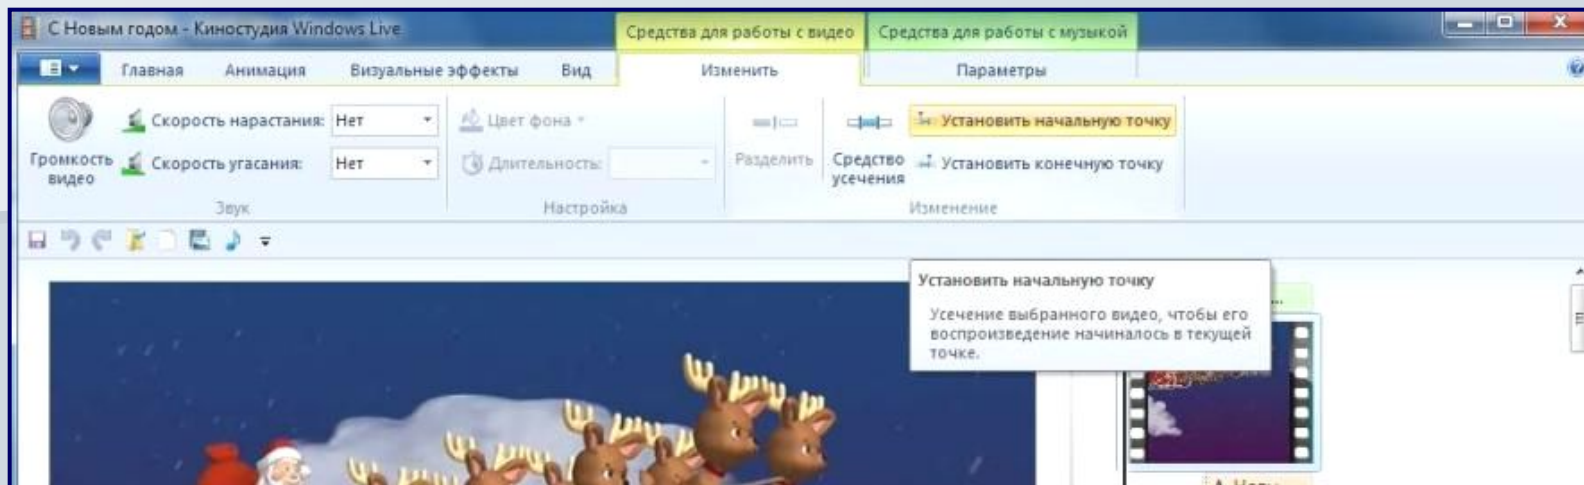 С Новым годом - Киностудия Windows Live
Средства для работы с видео
Средства для работы с музыкой
Главная
Анимация
Визуальные эффекты
Вид
Изменить
Параметры
Скорость нарастания: Нет
Цвет фона
Установить начальную точку
Громкость видео
Скорость угасания: Нет
Длительность:
Разделить
Средство усечения
Установить конечную точку
Звук
Настройка
Изменение
Установить начальную точку
Усечение выбранного видео, чтобы его
воспроизведение начиналось в текущей
точке.